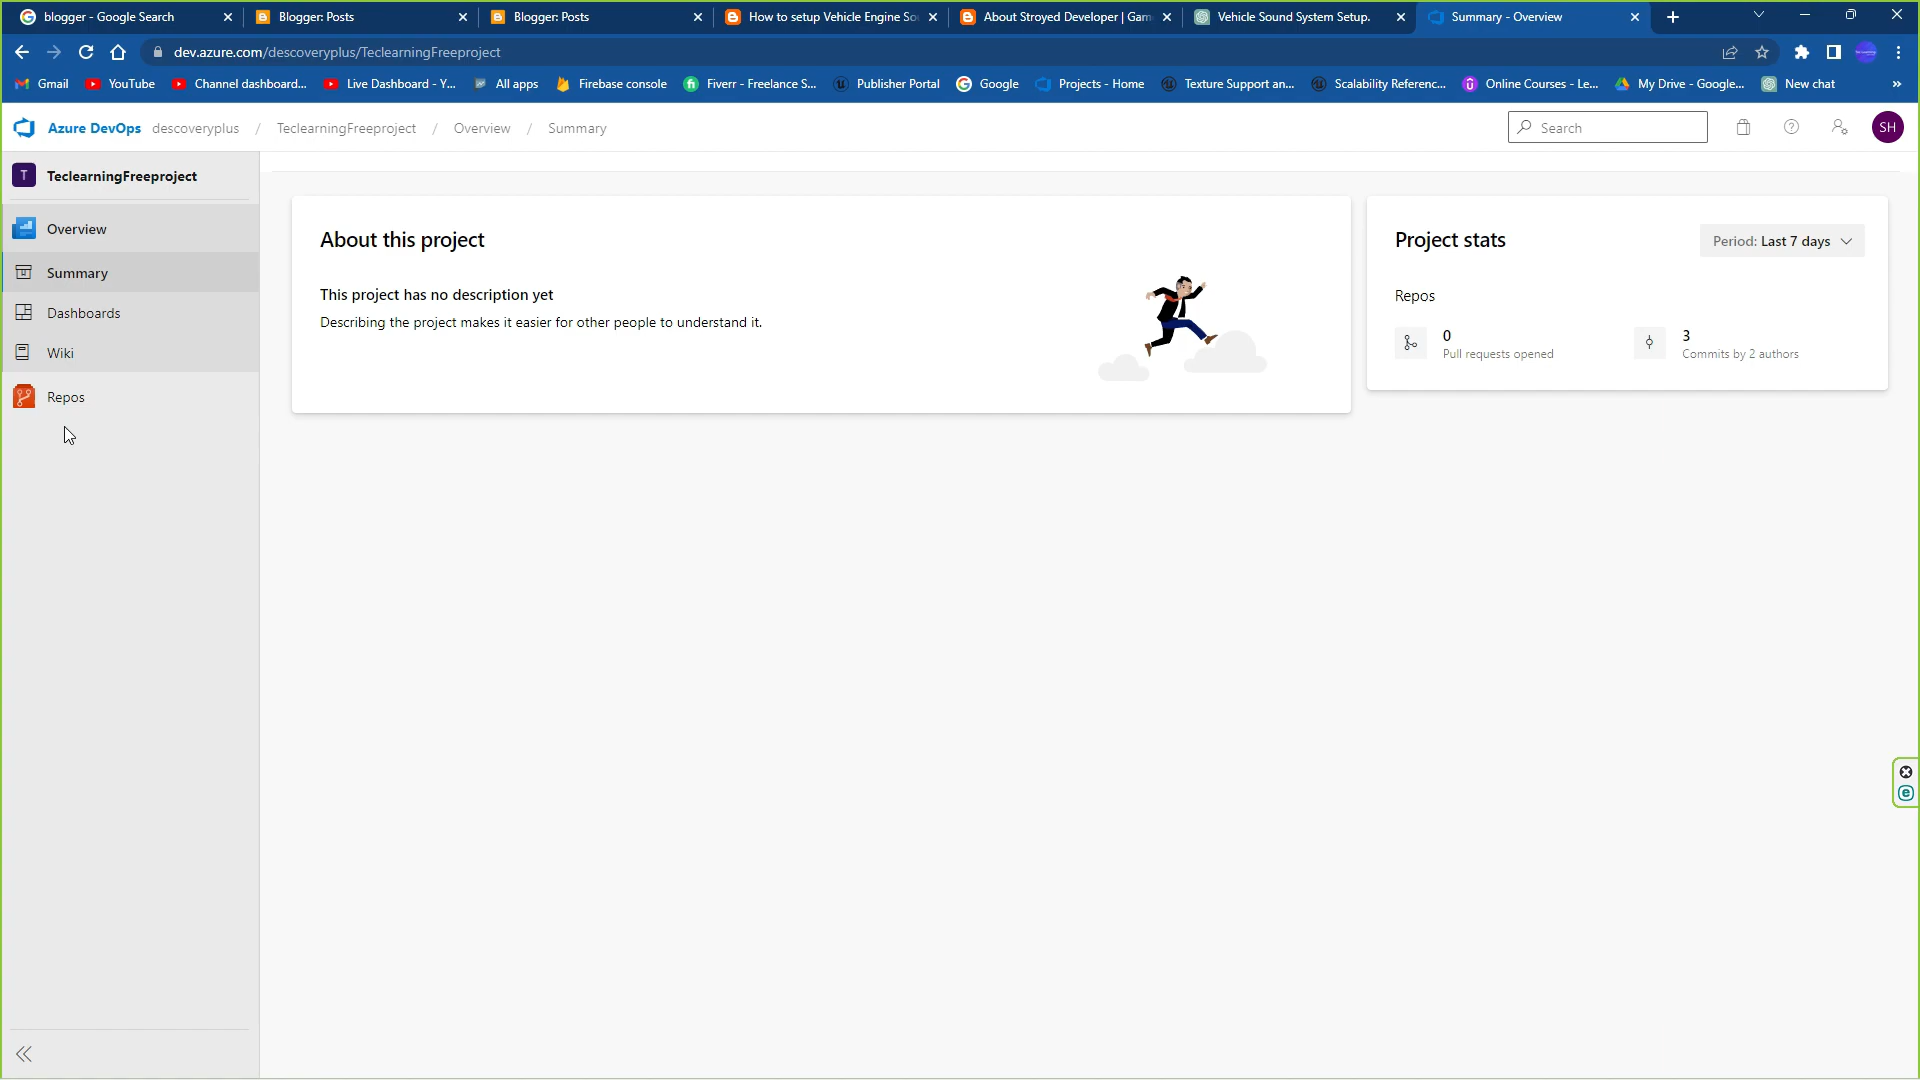 blogger - Google Search
Blogger: Posts
Blogger: Posts
How to setup Vehicle Engine So
About Stroyed Developer | Gam
Vehicle Sound System Setup.
Summary - Overview
dev.azure.com/descoveryplus/TeclearningFreeproject
Gmail
YouTube
Channel dashboard...
Live Dashboard - Y...
All apps
Firebase console
Fiverr - Freelance S...
Publisher Portal
Google
Projects - Home
Texture Support an...
Scalability Referenc...
Online Courses - Le...
My Drive - Google...
New chat
Azure DevOps descoveryplus / TeclearningFreeproject / Overview / Summary
Search
SH
T TeclearningFreeproject
Overview
Summary
Dashboards
Wiki
Repos
About this project
This project has no description yet
Describing the project makes it easier for other people to understand it.
Project stats
Period: Last 7 days
Repos
0
Pull requests opened
3
Commits by 2 authors